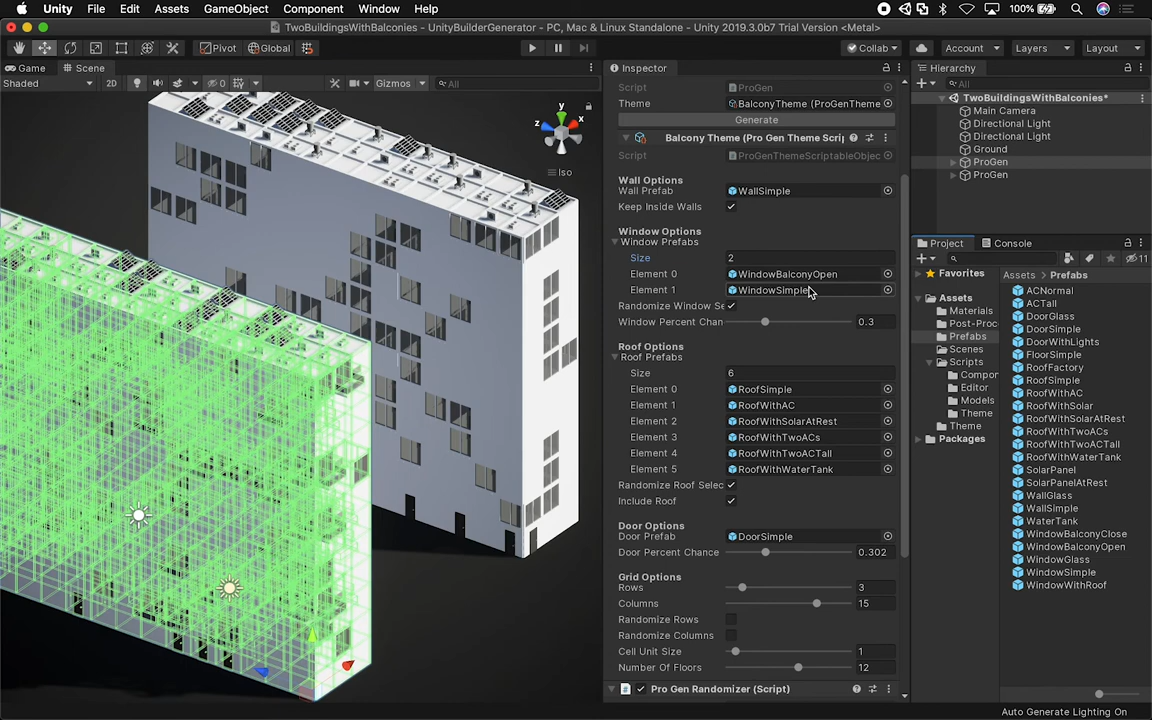 Unity File Edit Assets GameObject Component Window Help 100%
TwoBuildingsWithBalconies - UnityBuilderGenerator - PC, Mac & Linux Standalone - Unity 2019.3.0b7 Trial Version <Metal>
Pivot Global Collab Account Layers Layout
Game Scene
Shaded 2D 0 Gizmos All
y
x
z
Iso
Inspector
Script ProGen
Theme BalconyTheme (ProGenTheme
Generate
Balcony Theme (Pro Gen Theme Scri
Script ProGenThemeScriptableObjec
Wall Options
Wall Prefab WallSimple
Keep Inside Walls
Window Options
Window Prefabs
Size 2
Element 0 WindowBalconyOpen
Element 1 WindowSimple
Randomize Window Se
Window Percent Chan 0.3
Roof Options
Roof Prefabs
Size 6
Element 0 RoofSimple
Element 1 RoofWithAC
Element 2 RoofWithSolarAtRest
Element 3 RoofWithTwoACs
Element 4 RoofWithTwoACTall
Element 5 RoofWithWaterTank
Randomize Roof Selec
Include Roof
Door Options
Door Prefab DoorSimple
Door Percent Chance 0.302
Grid Options
Rows 3
Columns 15
Randomize Rows
Randomize Columns
Cell Unit Size 1
Number Of Floors 12
Pro Gen Randomizer (Script)
Hierarchy
All
TwoBuildingsWithBalconies*
Main Camera
Directional Light
Directional Light
Ground
ProGen
ProGen
Project Console
11
Favorites
Assets
Materials
Post-Proc
Prefabs
Scenes
Scripts
Compor
Editor
Models
Theme
Theme
Packages
Assets > Prefabs
ACNormal
ACTall
DoorGlass
DoorSimple
DoorWithLights
FloorSimple
RoofFactory
RoofSimple
RoofWithAC
RoofWithSolar
RoofWithSolarAtRest
RoofWithTwoACs
RoofWithTwoACTall
RoofWithWaterTank
SolarPanel
SolarPanelAtRest
WallGlass
WallSimple
WaterTank
WindowBalconyClose
WindowBalconyOpen
WindowGlass
WindowSimple
WindowWithRoof
Auto Generate Lighting On